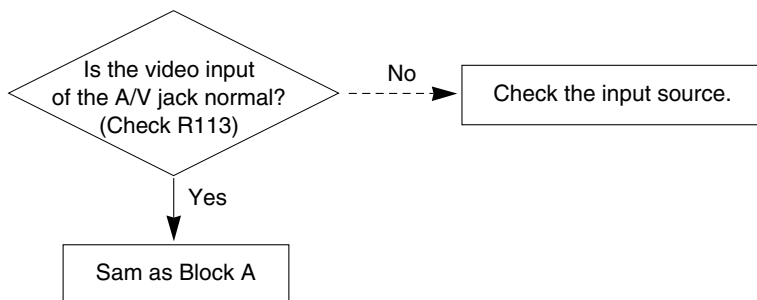 Is the video input
of the A/V jack normal?
(Check R113)
No
Check the input source.
Yes
Sam as Block A